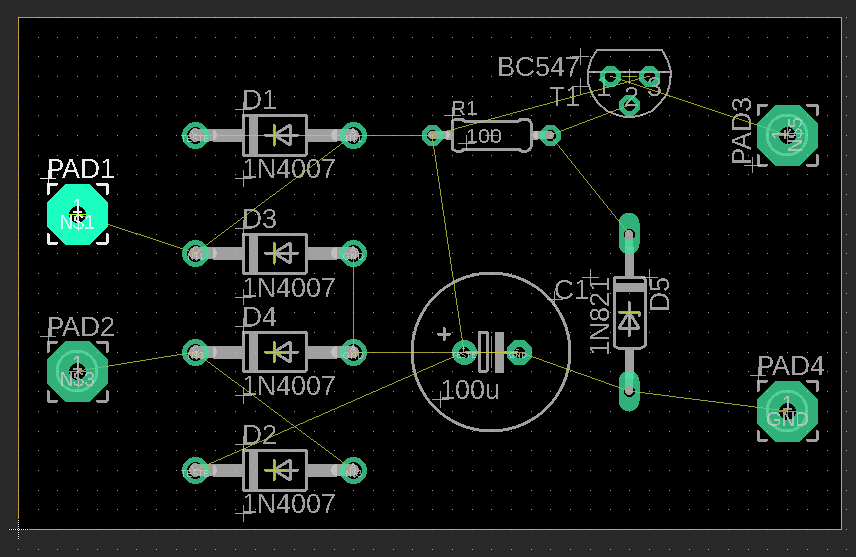 BC547
T1
1
2
3
D1
R1
100
1N4007
PAD3
1
N$5
PAD1
1
N$1
D3
1N4007
C1
+
100u
1N821
D5
PAD2
1
N$3
D4
1N4007
PAD4
1
GND
D2
1N4007